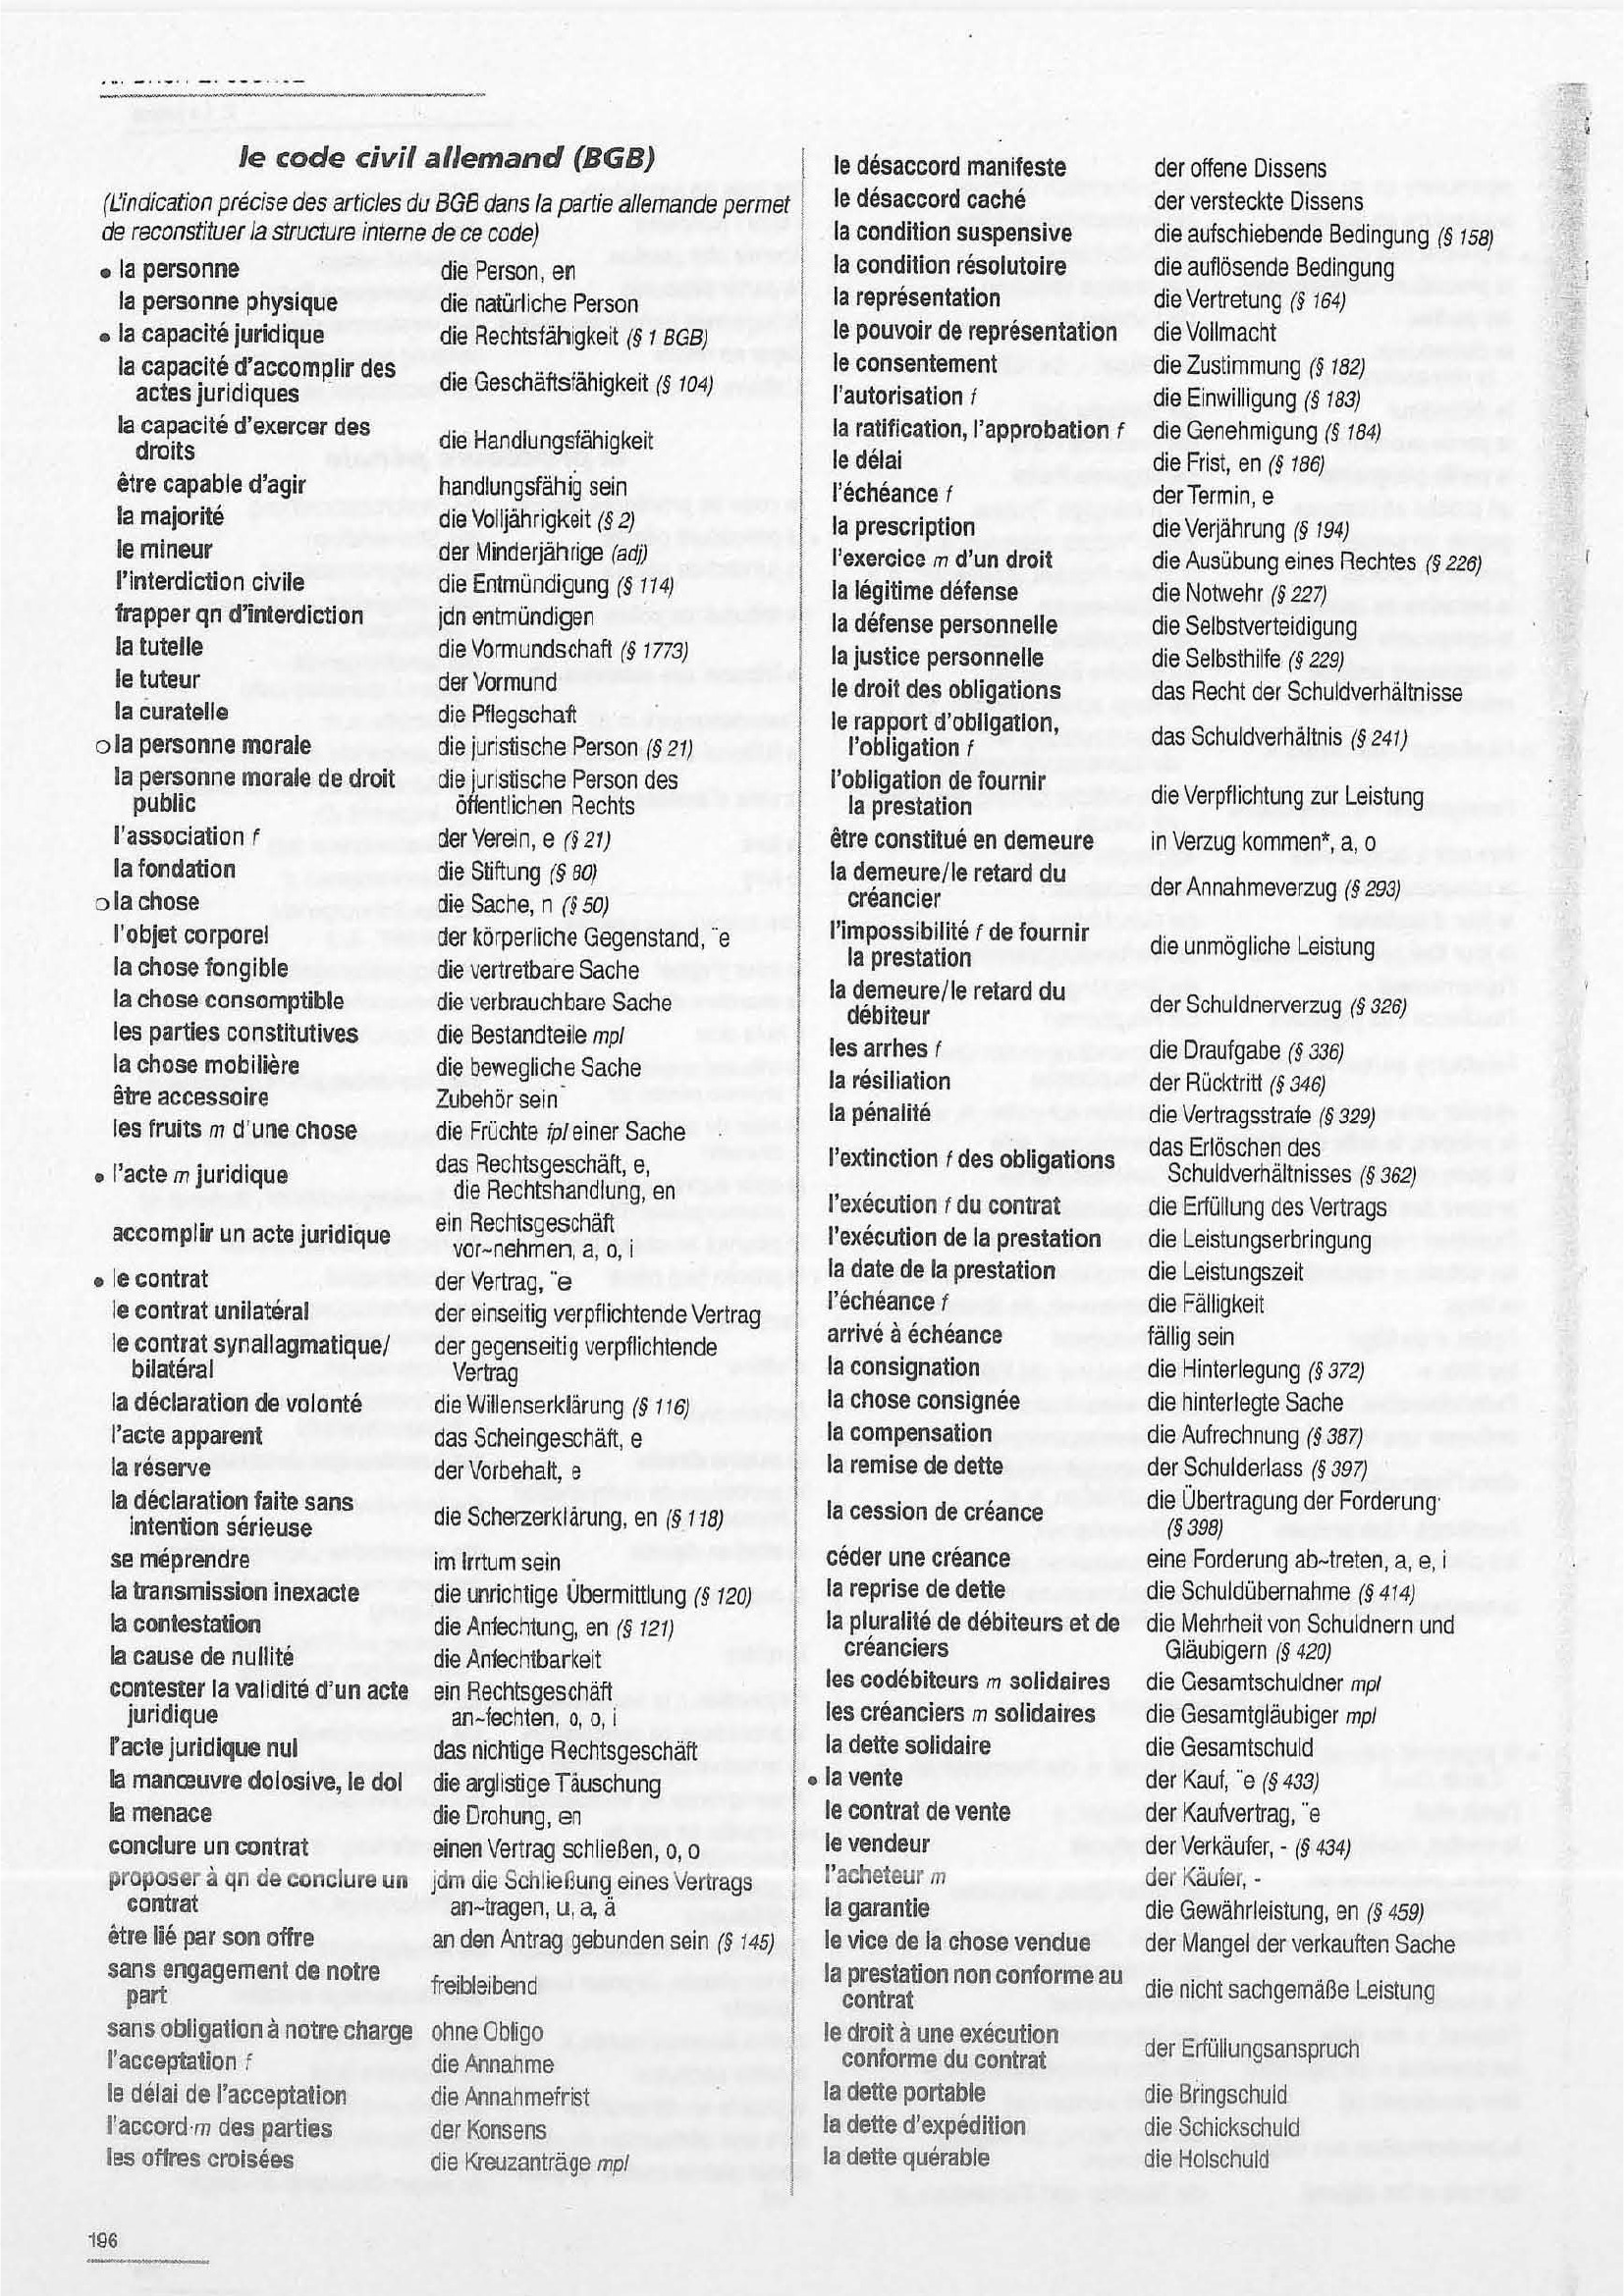 le code civil allemand (BGB)
(L'indication précise des articles du BGB dans la partie allemande permet
de reconstituer la structure interne de ce code)
• la personne die Person, en
la personne physique die natürliche Person
• la capacité juridique die Rechtsfähigkeit (§ 1 BGB)
la capacité d'accomplir des
actes juridiques die Geschäftsfähigkeit (§ 104)
la capacité d'exercer des
droits die Handlungsfähigkeit
être capable d'agir handlungsfähig sein
la majorité die Volljährigkeit (§ 2)
le mineur der Minderjährige (adj)
l'interdiction civile die Entmündigung (§ 114)
frapper qn d'interdiction jdn entmündigen
la tutelle die Vormundschaft (§ 1773)
le tuteur der Vormund
la curatelle die Pflegschaft
o la personne morale die juristische Person (§ 21)
la personne morale de droit die juristische Person des
public öffentlichen Rechts
l'association f der Verein, e (§ 21)
la fondation die Stiftung (§ 80)
o la chose die Sache, n (§ 50)
l'objet corporel der körperliche Gegenstand, ¨e
la chose fongible die vertretbare Sache
la chose consomptible die verbrauchbare Sache
les parties constitutives die Bestandteile mpl
la chose mobilière die bewegliche Sache
être accessoire Zubehör sein
les fruits m d'une chose die Früchte fpl einer Sache
• l'acte m juridique das Rechtsgeschäft, e,
die Rechtshandlung, en
accomplir un acte juridique ein Rechtsgeschäft
vor~nehmen, a, o, i
• le contrat der Vertrag, ¨e
le contrat unilatéral der einseitig verpflichtende Vertrag
le contrat synallagmatique/ der gegenseitig verpflichtende
bilatéral Vertrag
la déclaration de volonté die Willenserklärung (§ 116)
l'acte apparent das Scheingeschäft, e
la réserve der Vorbehalt, e
la déclaration faite sans
intention sérieuse die Scherzerklärung, en (§ 118)
se méprendre im Irrtum sein
la transmission inexacte die unrichtige Übermittlung (§ 120)
la contestation die Anfechtung, en (§ 121)
la cause de nullité die Anfechtbarkeit
contester la validité d'un acte ein Rechtsgeschäft
juridique an~fechten, o, o, i
l'acte juridique nul das nichtige Rechtsgeschäft
la manœuvre dolosive, le dol die arglistige Täuschung
la menace die Drohung, en
conclure un contrat einen Vertrag schließen, o, o
proposer à qn de conclure un jdm die Schließung eines Vertrags
contrat an~tragen, u, a, ä
être lié par son offre an den Antrag gebunden sein (§ 145)
sans engagement de notre
part freibleibend
sans obligation à notre charge ohne Obligo
l'acceptation f die Annahme
le délai de l'acceptation die Annahmefrist
l'accord m des parties der Konsens
les offres croisées die Kreuzanträge mpl
le désaccord manifeste der offene Dissens
le désaccord caché der versteckte Dissens
la condition suspensive die aufschiebende Bedingung (§ 158)
la condition résolutoire die auflösende Bedingung
la représentation die Vertretung (§ 164)
le pouvoir de représentation die Vollmacht
le consentement die Zustimmung (§ 182)
l'autorisation f die Einwilligung (§ 183)
la ratification, l'approbation f die Genehmigung (§ 184)
le délai die Frist, en (§ 186)
l'échéance f der Termin, e
la prescription die Verjährung (§ 194)
l'exercice m d'un droit die Ausübung eines Rechtes (§ 226)
la légitime défense die Notwehr (§ 227)
la défense personnelle die Selbstverteidigung
la justice personnelle die Selbsthilfe (§ 229)
le droit des obligations das Recht der Schuldverhältnisse
le rapport d'obligation,
l'obligation f das Schuldverhältnis (§ 241)
l'obligation de fournir
la prestation die Verpflichtung zur Leistung
être constitué en demeure in Verzug kommen*, a, o
la demeure/le retard du
créancier der Annahmeverzug (§ 293)
l'impossibilité f de fournir
la prestation die unmögliche Leistung
la demeure/le retard du
débiteur der Schuldnerverzug (§ 326)
les arrhes f die Draufgabe (§ 336)
la résiliation der Rücktritt (§ 346)
la pénalité die Vertragsstrafe (§ 329)
l'extinction f des obligations das Erlöschen des
Schuldverhältnisses (§ 362)
l'exécution f du contrat die Erfüllung des Vertrags
l'exécution de la prestation die Leistungserbringung
la date de la prestation die Leistungszeit
l'échéance f die Fälligkeit
arrivé à échéance fällig sein
la consignation die Hinterlegung (§ 372)
la chose consignée die hinterlegte Sache
la compensation die Aufrechnung (§ 387)
la remise de dette der Schulderlass (§ 397)
la cession de créance die Übertragung der Forderung
(§ 398)
céder une créance eine Forderung ab~treten, a, e, i
la reprise de dette die Schuldübernahme (§ 414)
la pluralité de débiteurs et de die Mehrheit von Schuldnern und
créanciers Gläubigern (§ 420)
les codébiteurs m solidaires die Gesamtschuldner mpl
les créanciers m solidaires die Gesamtgläubiger mpl
la dette solidaire die Gesamtschuld
• la vente der Kauf, ¨e (§ 433)
le contrat de vente der Kaufvertrag, ¨e
le vendeur der Verkäufer, - (§ 434)
l'acheteur m der Käufer, -
la garantie die Gewährleistung, en (§ 459)
le vice de la chose vendue der Mangel der verkauften Sache
la prestation non conforme au
contrat die nicht sachgemäße Leistung
le droit à une exécution
conforme du contrat der Erfüllungsanspruch
la dette portable die Bringschuld
la dette d'expédition die Schickschuld
la dette quérable die Holschuld
196